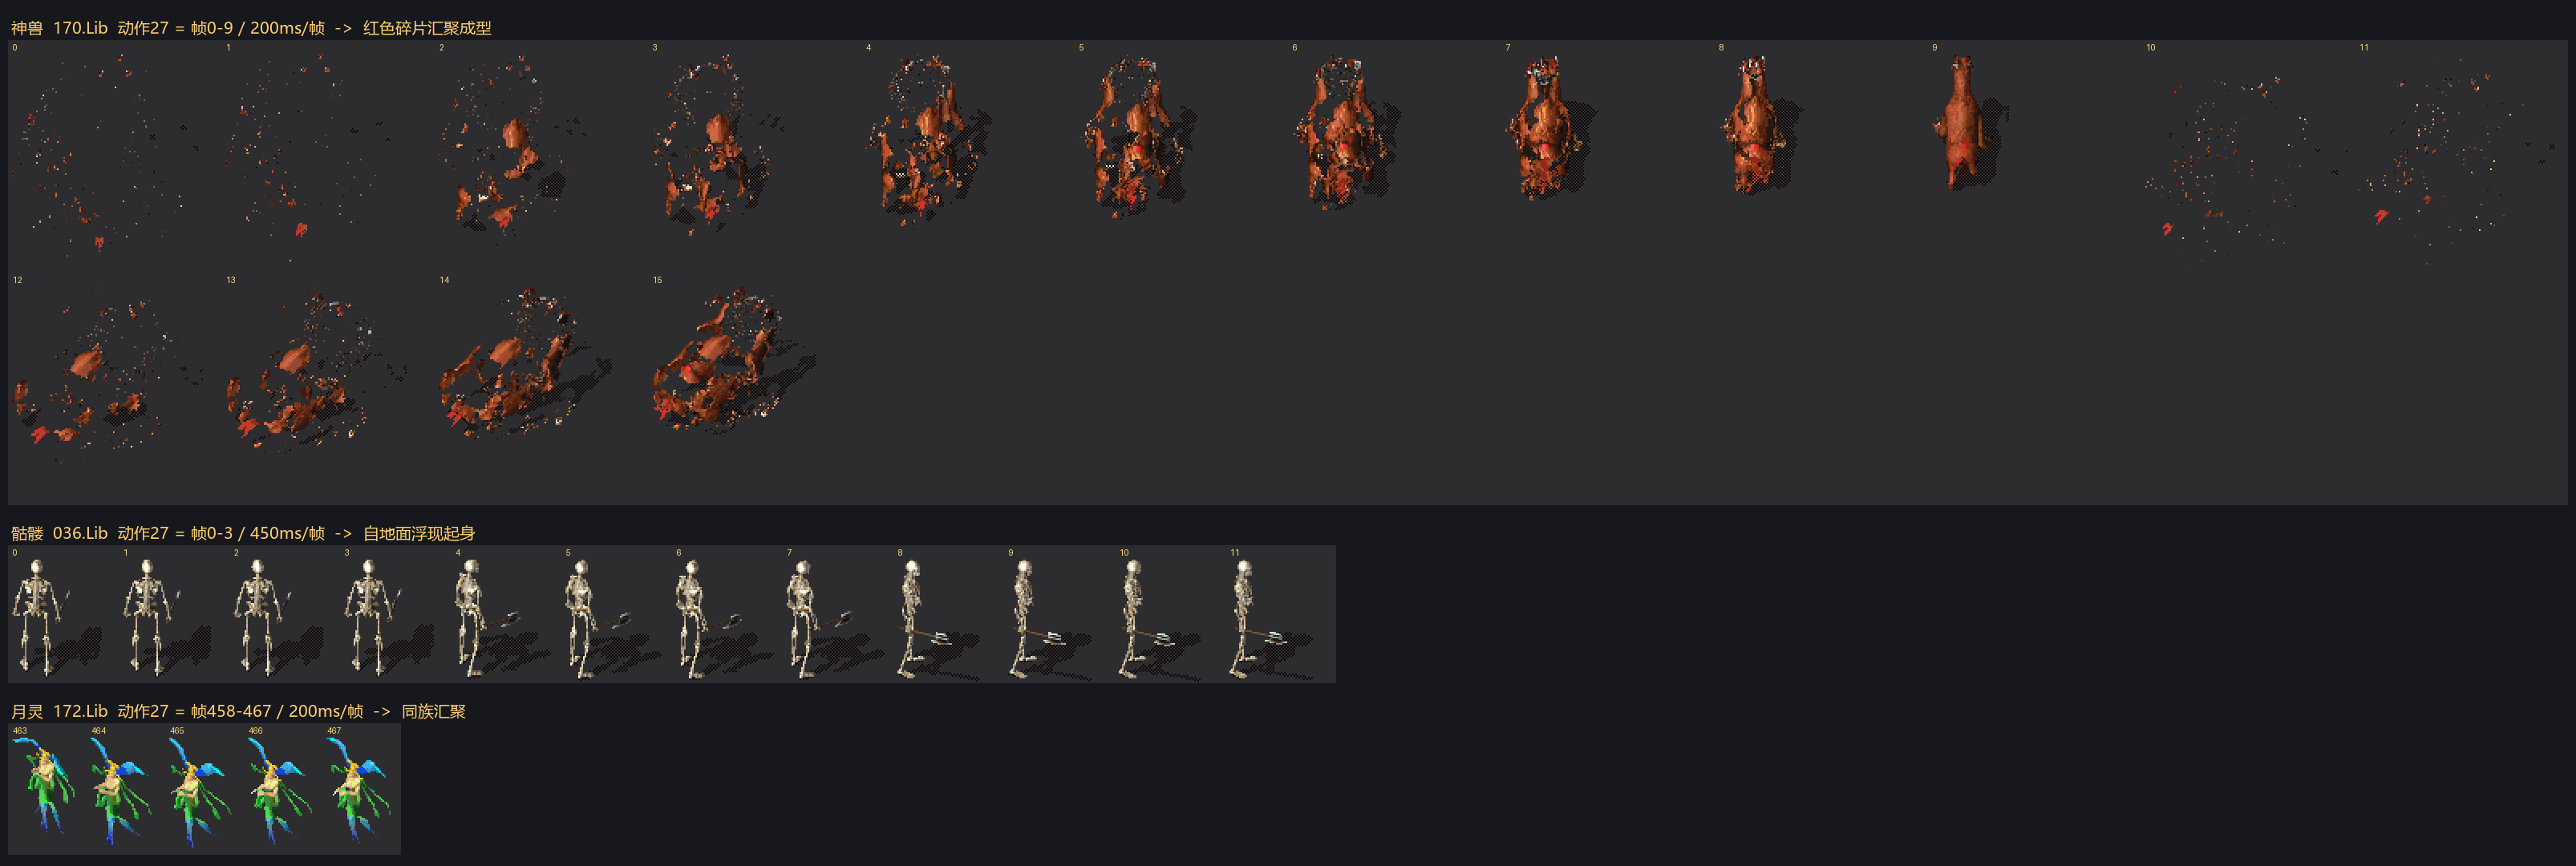 神兽 170.Lib 动作27 = 帧0-9 / 200ms/帧 -> 红色碎片汇聚成型
0 1 2 3 4 5 6 7 8 9 10 11
12 13 14 15
骷髅 036.Lib 动作27 = 帧0-3 / 450ms/帧 -> 自地面浮现起身
0 1 2 3 4 5 6 7 8 9 10 11
月灵 172.Lib 动作27 = 帧458-467 / 200ms/帧 -> 同族汇聚
463 464 465 466 467